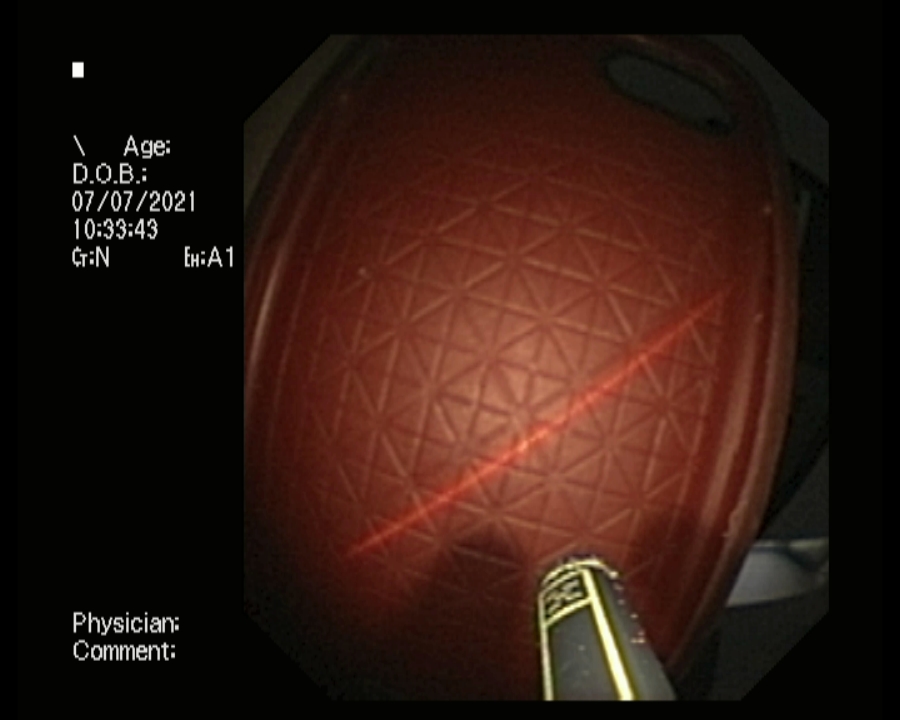 \ Age:
D.O.B.:
07/07/2021
10:33:43
Cr:N Eh:A1
Physician:
Comment: